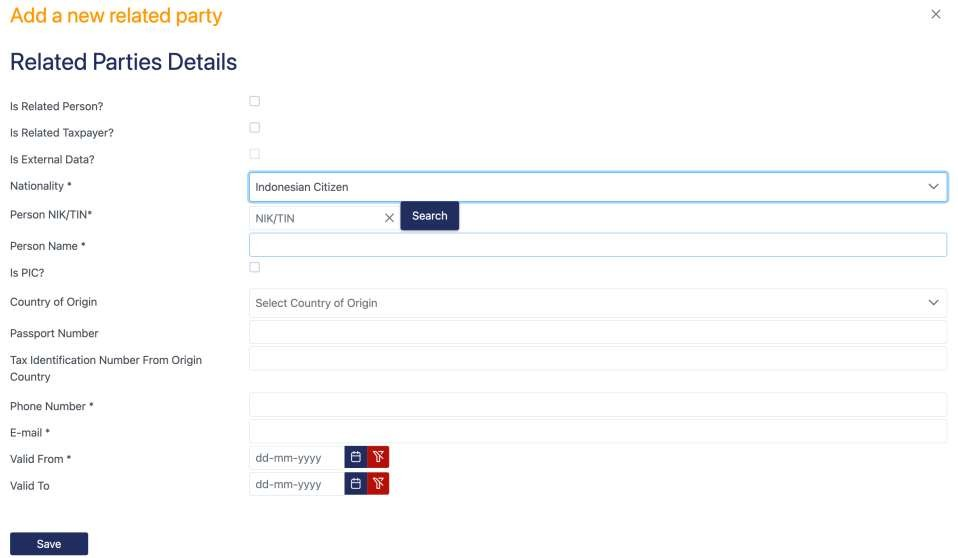 Add a new related party
Related Parties Details
Is Related Person?
Is Related Taxpayer?
Is External Data?
Nationality *
Indonesian Citizen
Person NIK/TIN*
NIK/TIN
Search
Person Name *
Is PIC?
Country of Origin
Select Country of Origin
Passport Number
Tax Identification Number From Origin
Country
Phone Number *
E-mail *
Valid From *
dd-mm-yyyy
Valid To
dd-mm-yyyy
Save